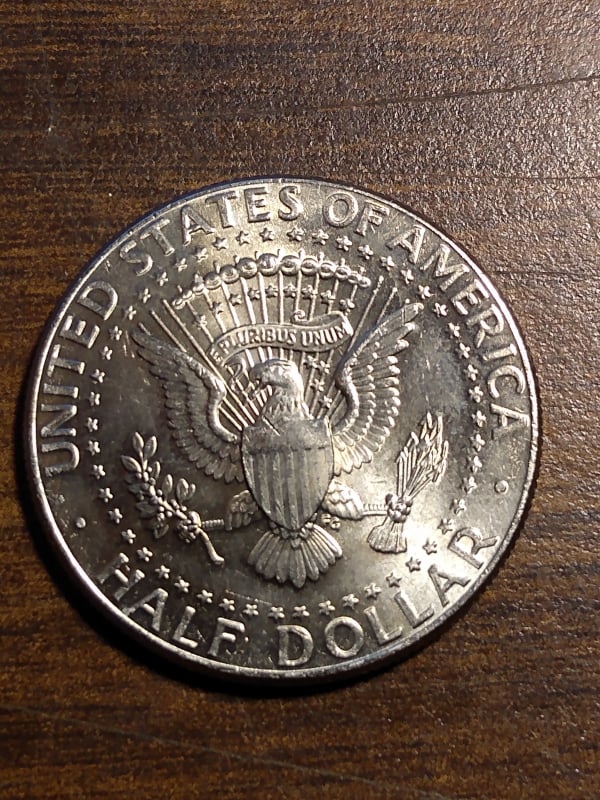 UNITED STATES OF AMERICA
E PLURIBUS UNUM
HALF DOLLAR